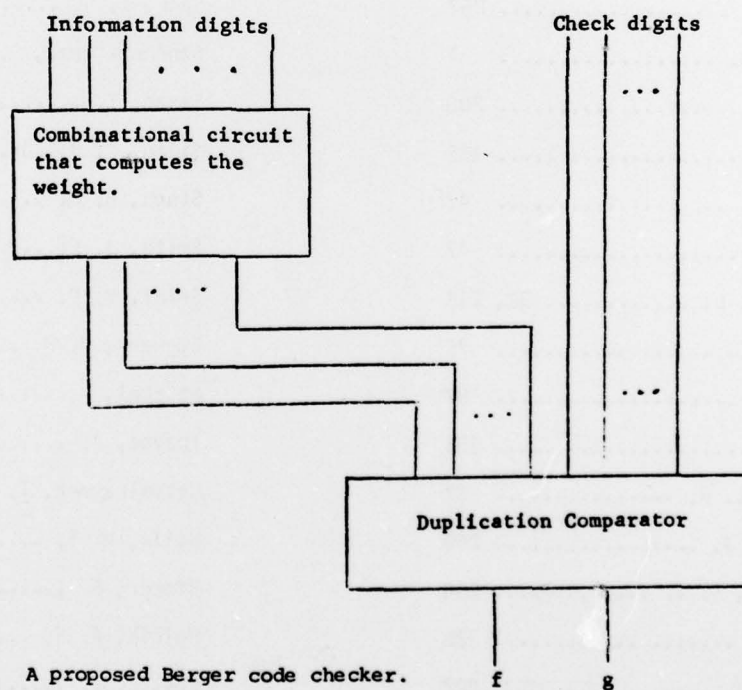 Information digits
Check digits
Combinational circuit
that computes the
weight.
Duplication Comparator
A proposed Berger code checker.
f
g